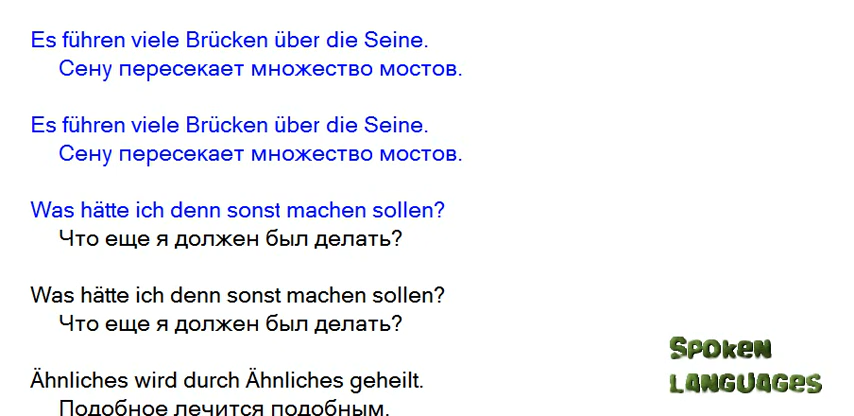 Es führen viele Brücken über die Seine.
Сену пересекает множество мостов.
Es führen viele Brücken über die Seine.
Сену пересекает множество мостов.
Was hätte ich denn sonst machen sollen?
Что еще я должен был делать?
Was hätte ich denn sonst machen sollen?
Что еще я должен был делать?
Ähnliches wird durch Ähnliches geheilt.
Подобное лечится подобным.
Spoken
Languages